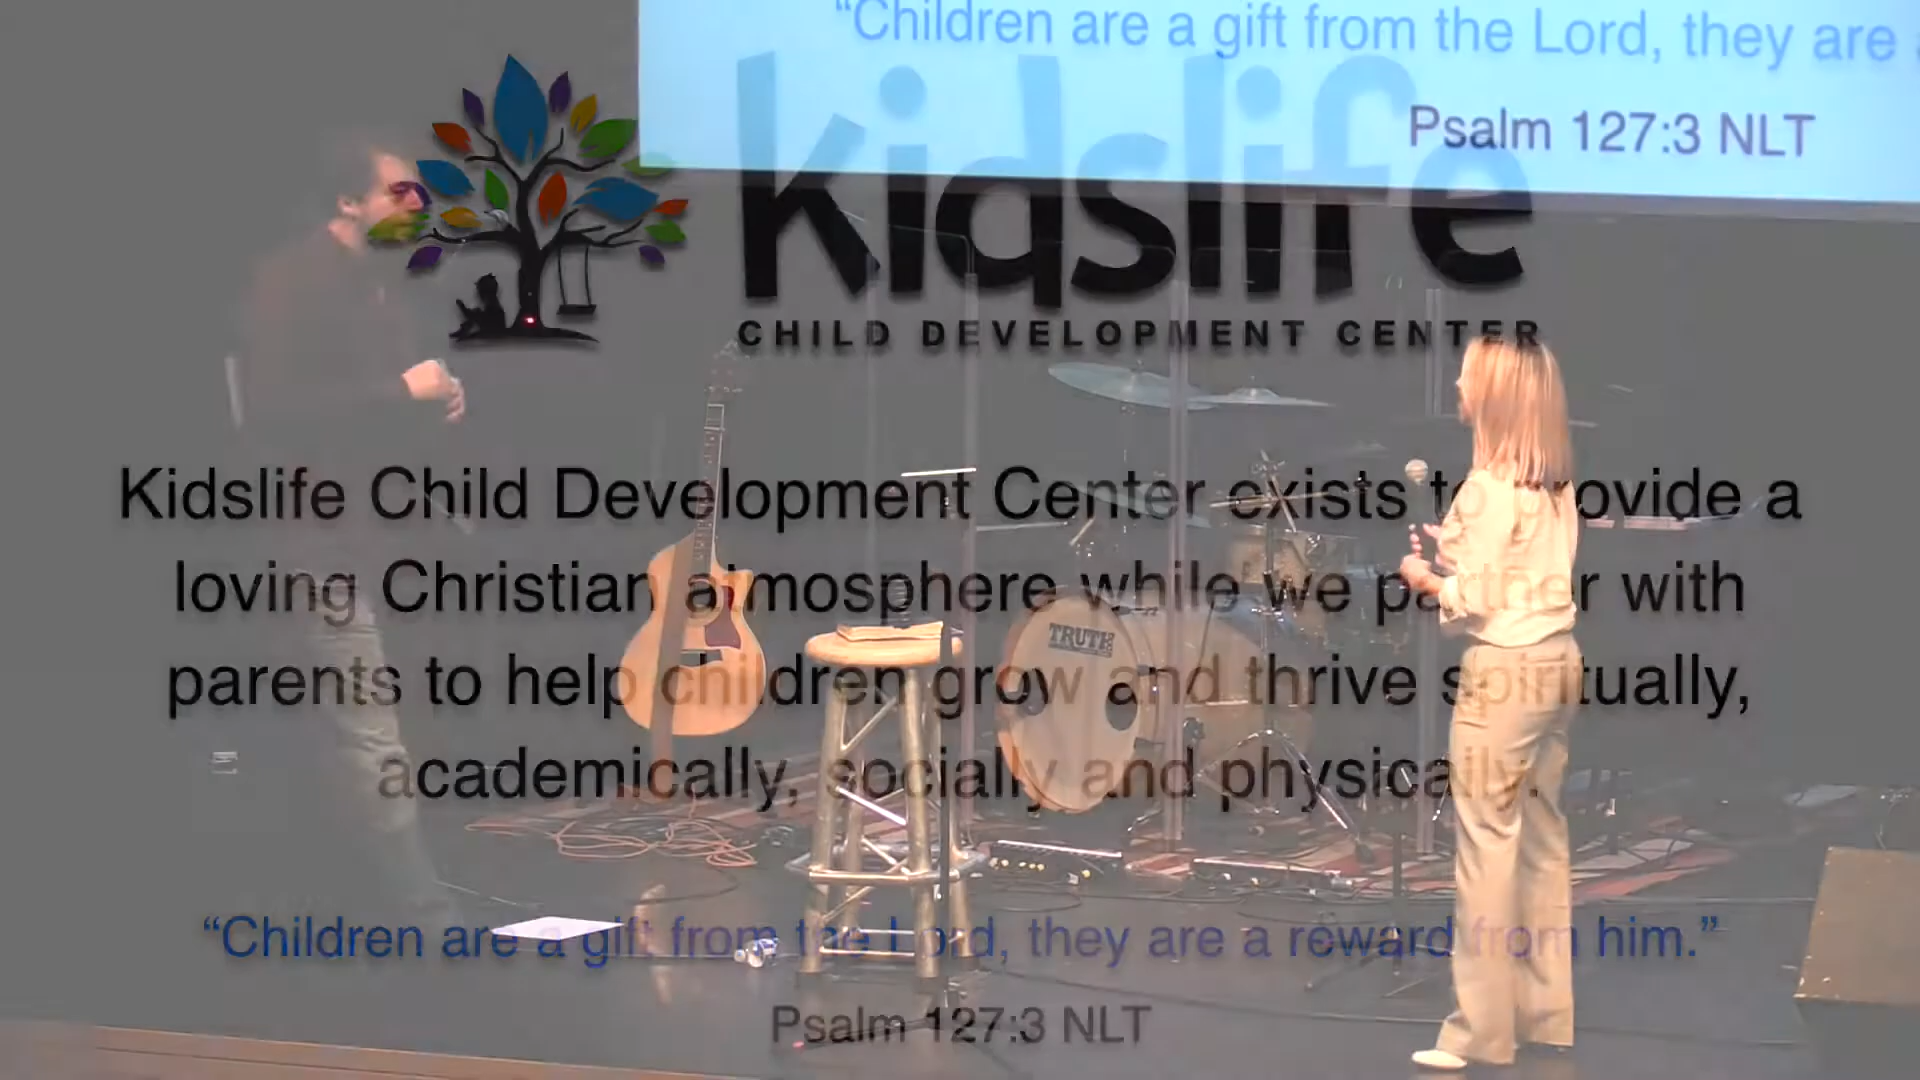 “Children are a gift from the Lord, they are
Psalm 127:3 NLT
kidslife
CHILD DEVELOPMENT CENTER
Kidslife Child Development Center exists to provide a
loving Christian atmosphere while we partner with
parents to help children grow and thrive spiritually,
academically, socially and physically.
TRUTH
“Children are a gift from the Lord, they are a reward from him.”
Psalm 127:3 NLT